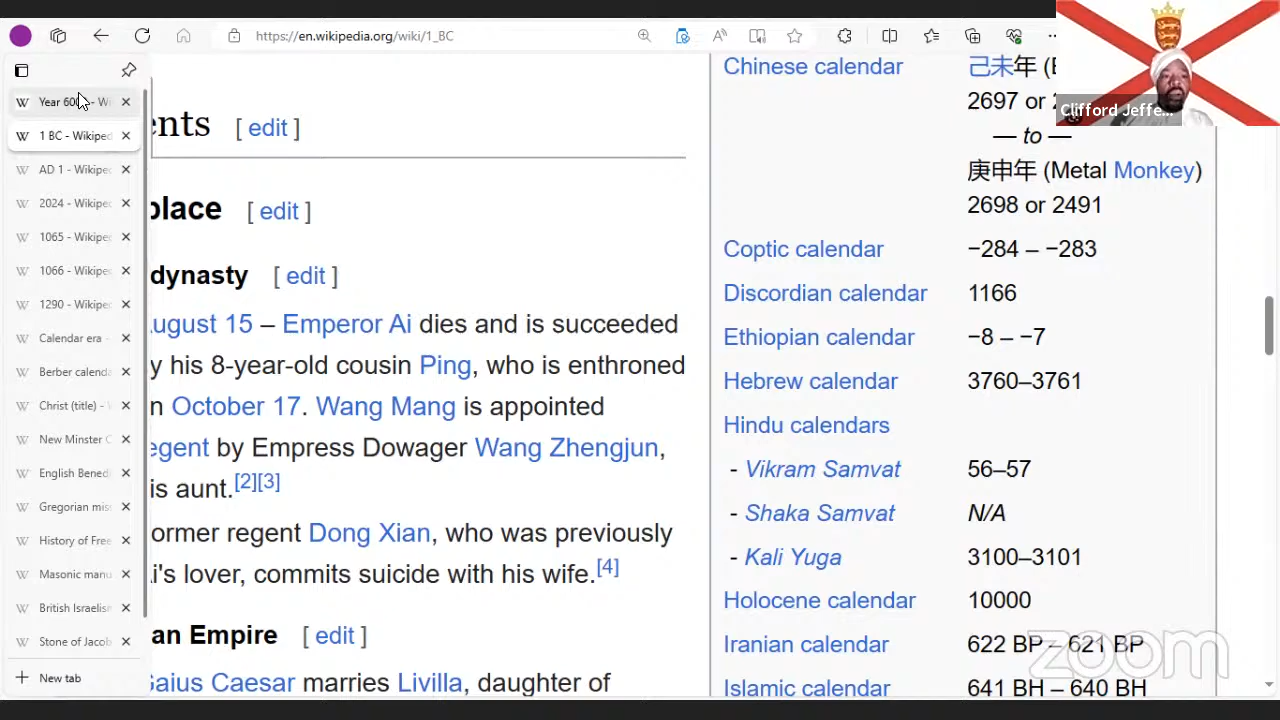 https://en.wikipedia.org/wiki/1_BC
Clifford Jeffe...
Year 600 - Wi
1 BC - Wikiped
AD 1 - Wikipe
2024 - Wikipe
1065 - Wikipe
1066 - Wikipe
1290 - Wikipe
Calendar era -
Berber calenda
Christ (title) -
New Minster
English Bened
Gregorian mis
History of Free
Masonic manu
British Israelis
Stone of Jacob
New tab
ents [ edit ]
place [ edit ]
dynasty [ edit ]
ugust 15 – Emperor Ai dies and is succeeded
y his 8-year-old cousin Ping, who is enthroned
n October 17. Wang Mang is appointed
egent by Empress Dowager Wang Zhengjun,
is aunt.[2][3]
ormer regent Dong Xian, who was previously
i's lover, commits suicide with his wife.[4]
an Empire [ edit ]
Gaius Caesar marries Livilla, daughter of
Chinese calendar 己未年 (E
2697 or 2
— to —
庚申年 (Metal Monkey)
2698 or 2491
Coptic calendar −284 – −283
Discordian calendar 1166
Ethiopian calendar −8 – −7
Hebrew calendar 3760–3761
Hindu calendars
- Vikram Samvat 56–57
- Shaka Samvat N/A
- Kali Yuga 3100–3101
Holocene calendar 10000
Iranian calendar 622 BP – 621 BP
Islamic calendar 641 BH – 640 BH
zoom